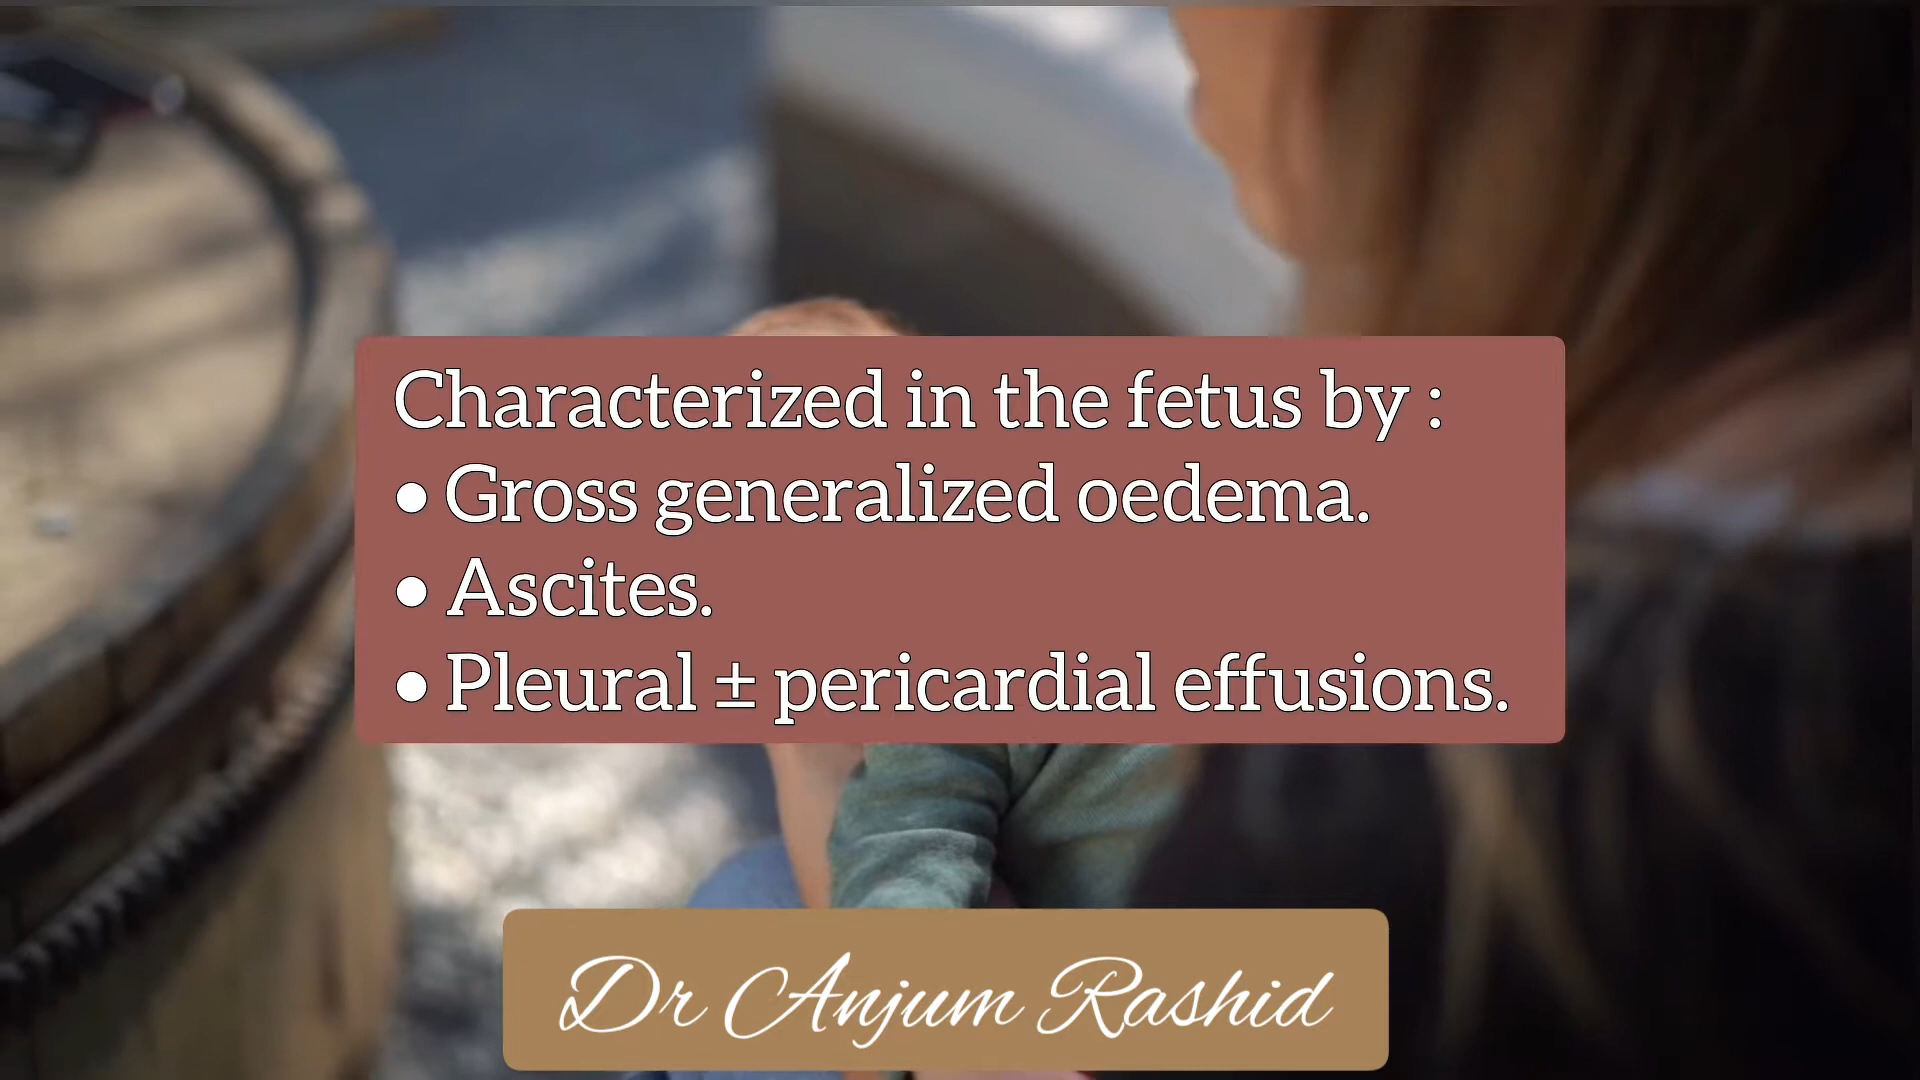 Characterized in the fetus by :
• Gross generalized oedema.
• Ascites.
• Pleural ± pericardial effusions.
Dr Anjum Rashid